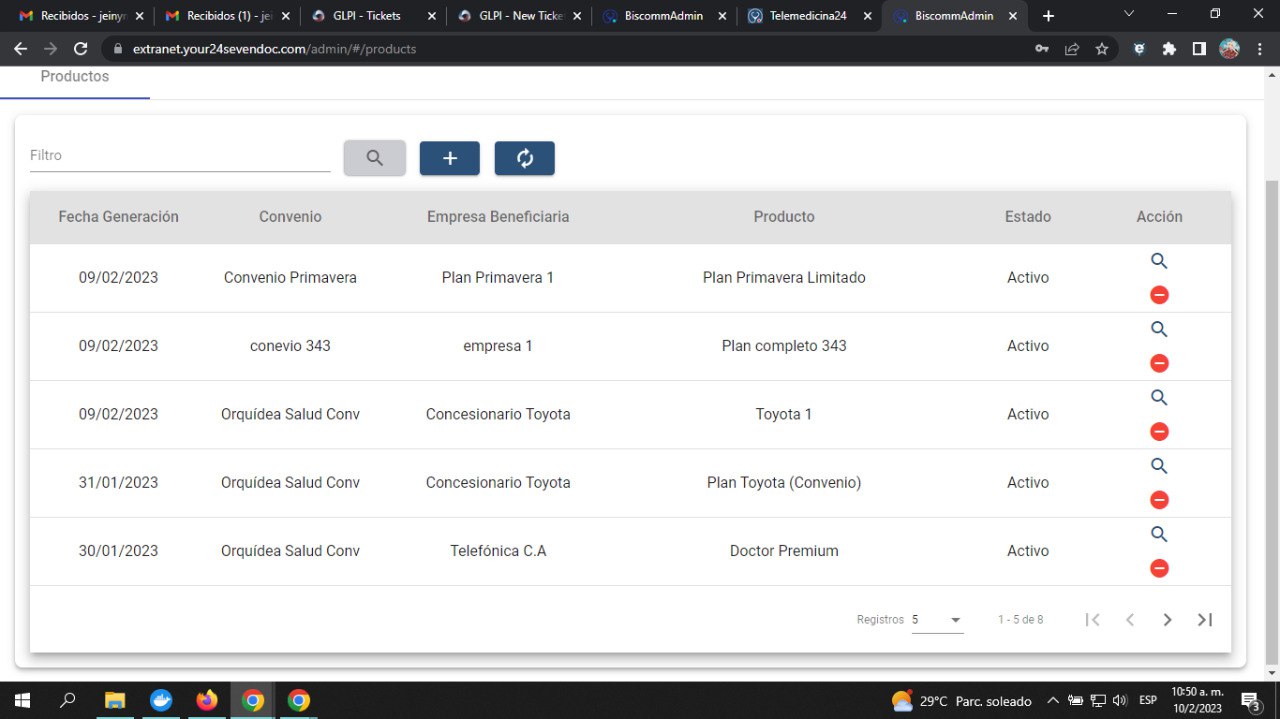 Recibidos - jeinyr
Recibidos (1) - jei
GLPI - Tickets
GLPI - New Ticke
BiscommAdmin
Telemedicina24
BiscommAdmin
extranet.your24sevendoc.com/admin/#/products
Productos
Filtro
Fecha Generación Convenio Empresa Beneficiaria Producto Estado Acción
09/02/2023 Convenio Primavera Plan Primavera 1 Plan Primavera Limitado Activo
09/02/2023 conevio 343 empresa 1 Plan completo 343 Activo
09/02/2023 Orquídea Salud Conv Concesionario Toyota Toyota 1 Activo
31/01/2023 Orquídea Salud Conv Concesionario Toyota Plan Toyota (Convenio) Activo
30/01/2023 Orquídea Salud Conv Telefónica C.A Doctor Premium Activo
Registros 5 1 - 5 de 8
29°C Parc. soleado ESP
10:50 a. m.
10/2/2023
3